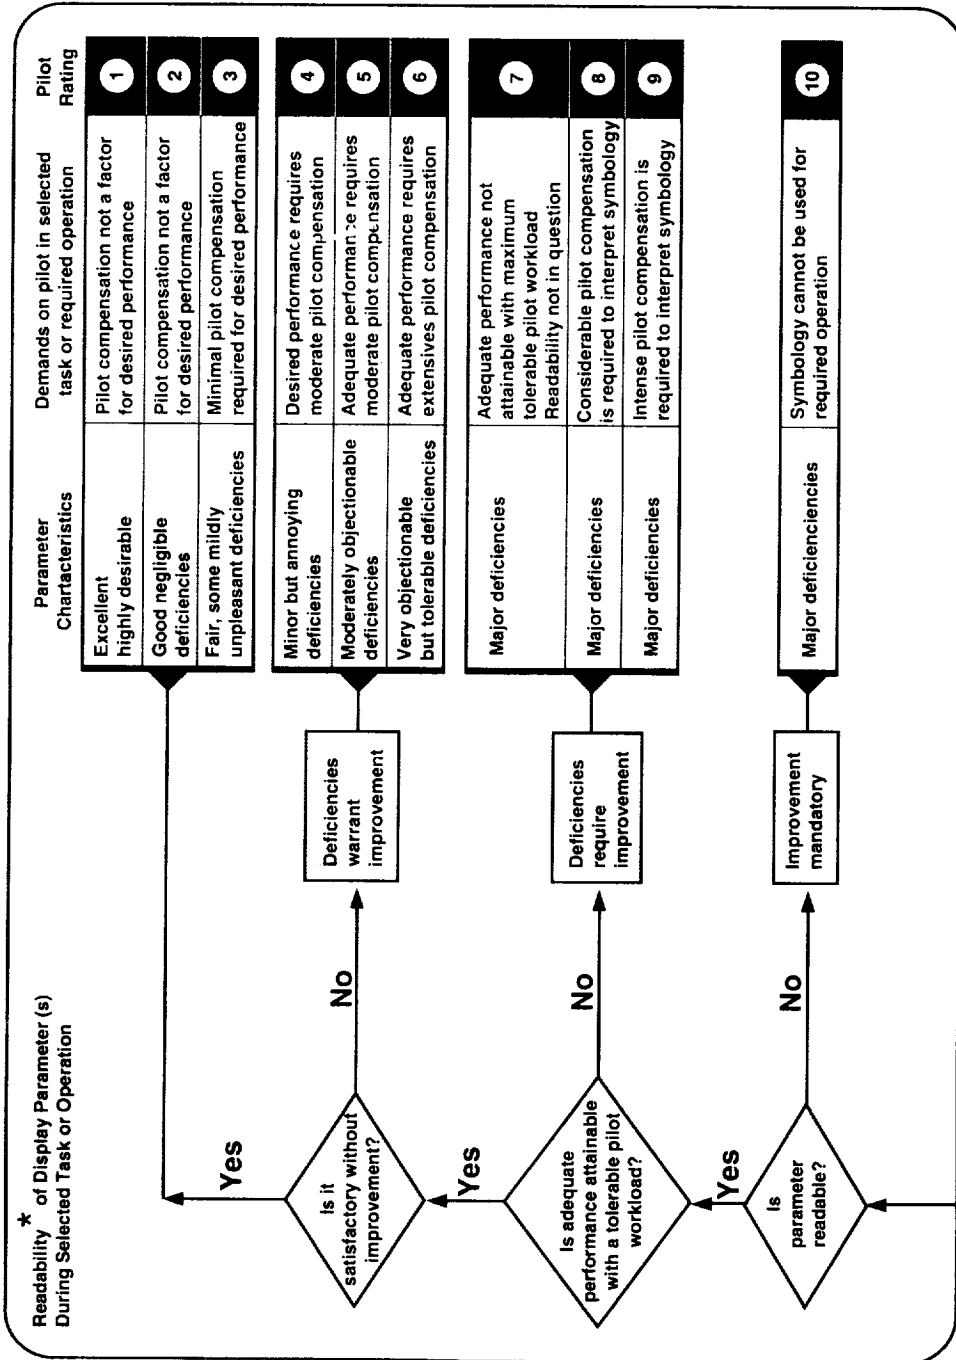 Readability * of Display Parameter (s)
During Selected Task or Operation
Parameter
Chartacteristics
Demands on pilot in selected
task or required operation
Pilot
Rating
Excellent
highly desirable
Pilot compensation not a factor
for desired performance
1
Good negligible
deficiencies
Pilot compensation not a factor
for desired performance
2
Fair, some mildly
unpleasant deficiencies
Minimal pilot compensation
required for desired performance
3
Yes
Is it
satisfactory without
improvement?
No
Deficiencies
warrant
improvement
Minor but annoying
deficiencies
Desired performance requires
moderate pilot compensation
4
Moderately objectionable
deficiencies
Adequate performance requires
moderate pilot compensation
5
Very objectionable
but tolerable deficiencies
Adequate performance requires
extensives pilot compensation
6
Yes
Is adequate
performance attainable
with a tolerable pilot
workload?
No
Deficiencies
require
improvement
Major deficiencies
Adequate performance not
attainable with maximum
tolerable pilot workload
Readability not in question
7
Major deficiencies
Considerable pilot compensation
is required to interpret symbology
8
Major deficiencies
Intense pilot compensation is
required to interpret symbology
9
Yes
Is
parameter
readable?
No
Improvement
mandatory
Major deficiencies
Symbology cannot be used for
required operation
10